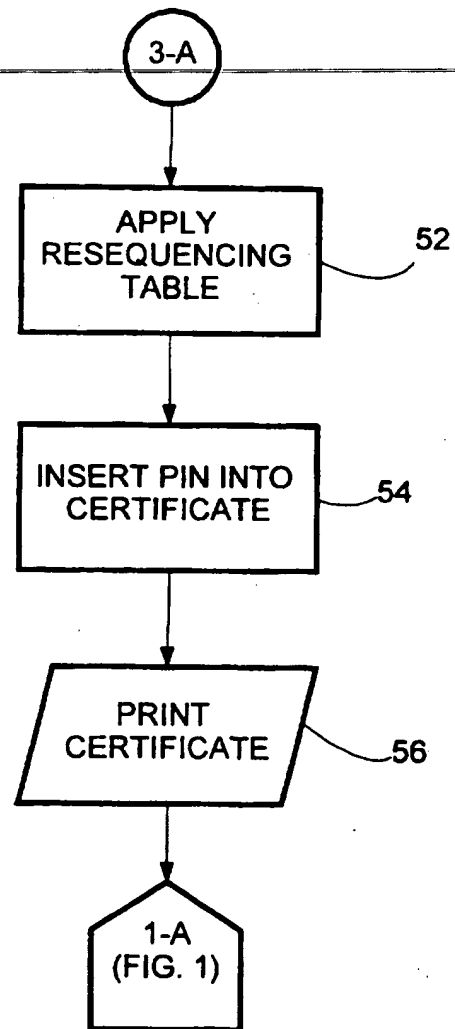 3-A
APPLY
RESEQUENCING
TABLE
52
INSERT PIN INTO
CERTIFICATE
54
PRINT
CERTIFICATE
56
1-A
(FIG. 1)